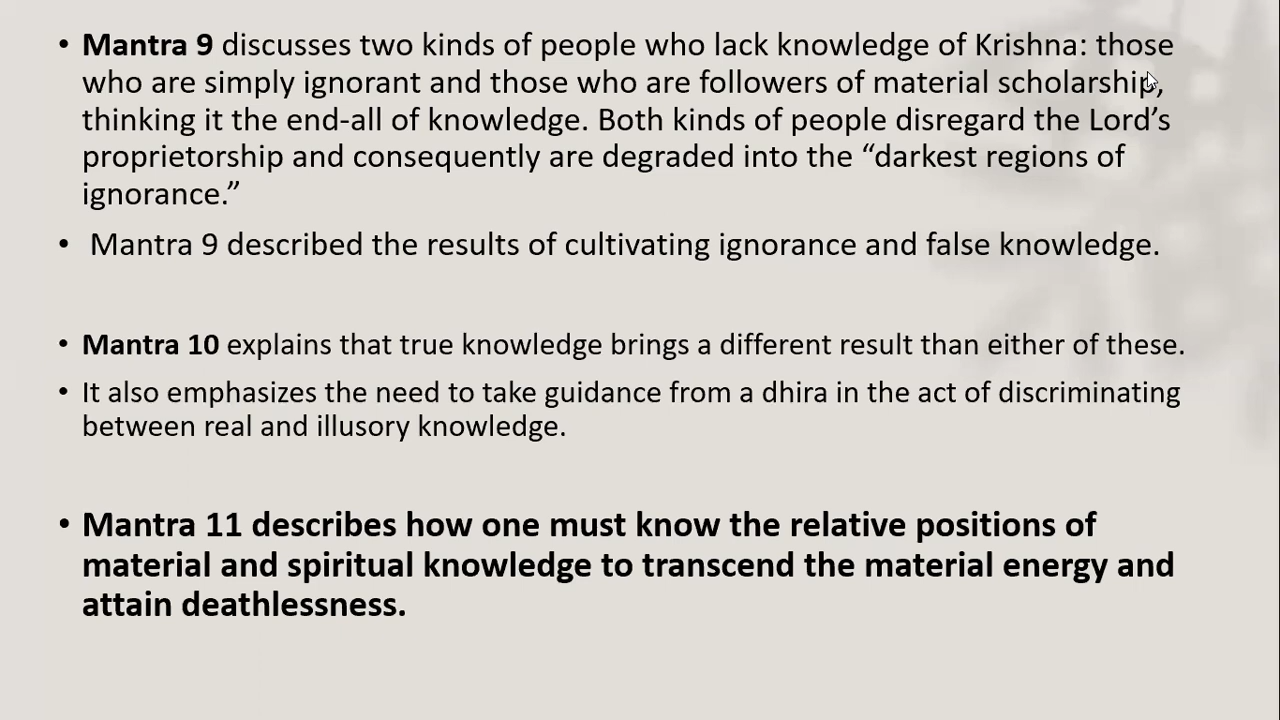 • Mantra 9 discusses two kinds of people who lack knowledge of Krishna: those
who are simply ignorant and those who are followers of material scholarship,
thinking it the end-all of knowledge. Both kinds of people disregard the Lord’s
proprietorship and consequently are degraded into the “darkest regions of
ignorance.”
• Mantra 9 described the results of cultivating ignorance and false knowledge.
• Mantra 10 explains that true knowledge brings a different result than either of these.
• It also emphasizes the need to take guidance from a dhira in the act of discriminating
between real and illusory knowledge.
• Mantra 11 describes how one must know the relative positions of
material and spiritual knowledge to transcend the material energy and
attain deathlessness.